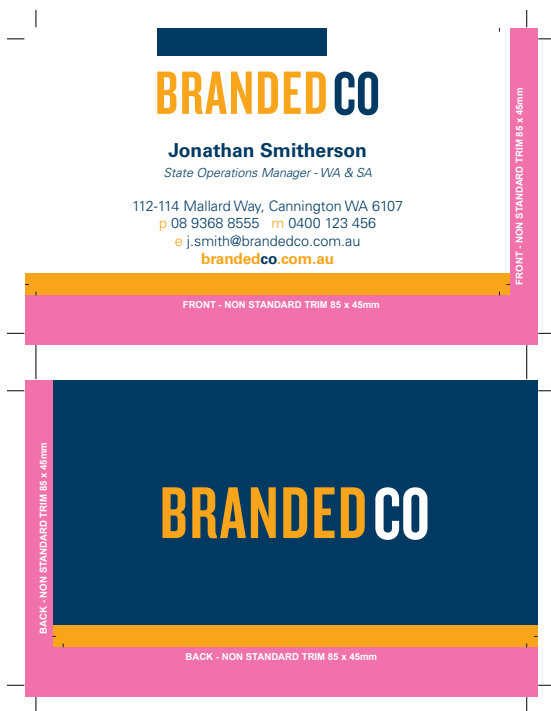 BRANDED CO
Jonathan Smitherson
State Operations Manager - WA & SA
112-114 Mallard Way, Cannington WA 6107
p 08 9368 8555 m 0400 123 456
e j.smith@brandedco.com.au
brandedco.com.au
FRONT - NON STANDARD TRIM 85 x 45mm
FRONT - NON STANDARD TRIM 85 x 45mm
BACK - NON STANDARD TRIM 85 x 45mm
BRANDED CO
BACK - NON STANDARD TRIM 85 x 45mm